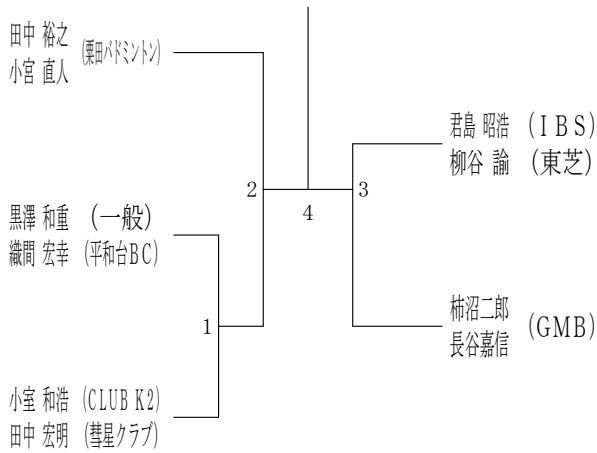 田中 裕之 (栗田バドミントン)
小宮 直人
黒澤 和重 (一般)
織間 宏幸 (平和台BC)
小室 和浩 (CLUB K2)
田中 宏明 (彗星クラブ)
1
2
4
3
君島 昭浩 (IBS)
柳谷 諭 (東芝)
柿沼二郎
長谷嘉信 (GMB)